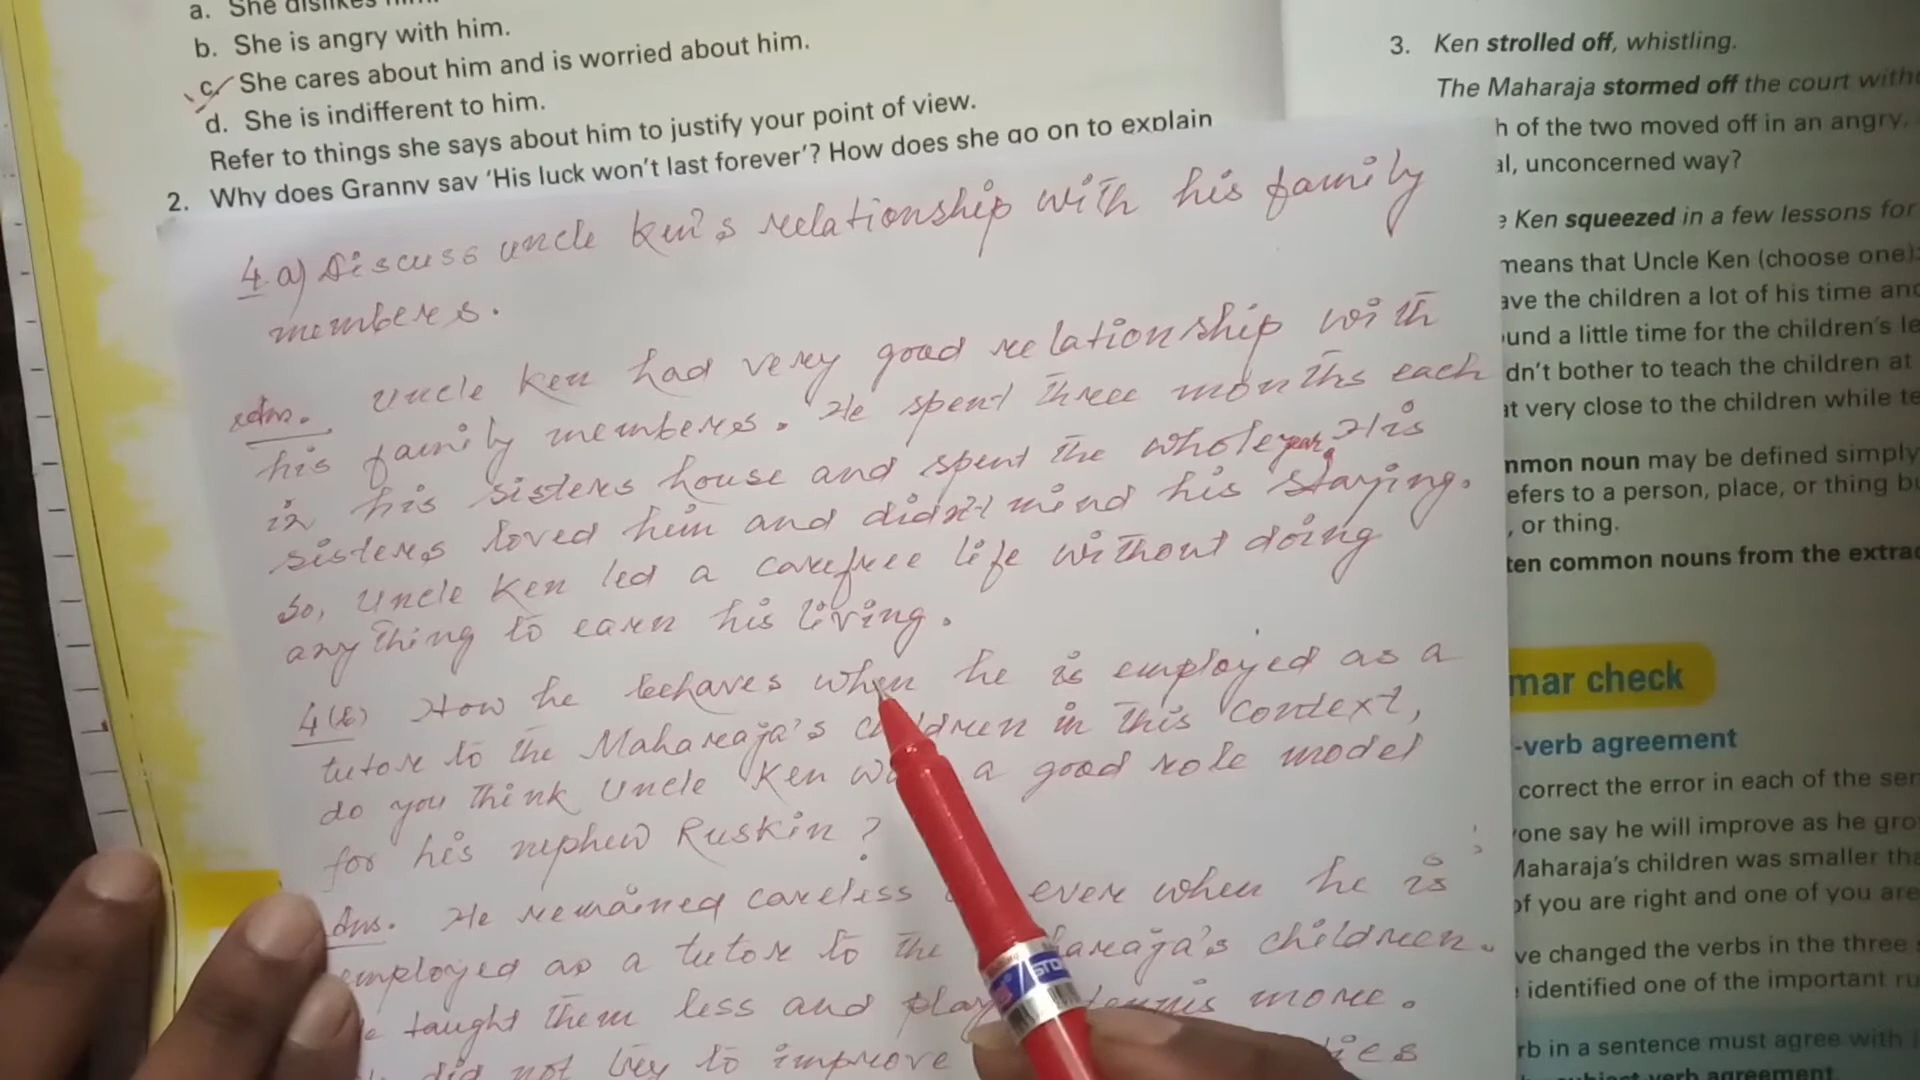 a. She dislikes him.
b. She is angry with him.
c. She cares about him and is worried about him.
d. She is indifferent to him.
Refer to things she says about him to justify your point of view.
2. Why does Granny say 'His luck won't last forever'? How does she go on to explain
4. a) Discuss uncle Ken's relationship with his family
members.
Ans. Uncle Ken had very good relationship with
his family members. He spent three months each
in his sisters house and spent the whole year. His
sisters loved him and didn't mind his staying.
So, Uncle Ken led a carefree life without doing
anything to earn his living.
4(b) How he behaves when he is employed as a
tutor to the Maharaja's children in this context,
do you think Uncle Ken a good role model
for his nephew Ruskin?
Ans. He remained careless even when he is
employed as a tutor to the children.
taught them less and tennis more.
did not try to improve
3. Ken strolled off, whistling.
The Maharaja stormed off the court
h of the two moved off in an angry,
al, unconcerned way?
e Ken squeezed in a few lessons for
means that Uncle Ken (choose one):
ave the children a lot of his time and
und a little time for the children's
dn't bother to teach the children at
at very close to the children while
mmon noun may be defined simply
efers to a person, place, or thing
, or thing.
ten common nouns from the
mar check
-verb agreement
correct the error in each of the
one say he will improve as he
Maharaja's children was smaller
of you are right and one of you are
ve changed the verbs in the three
identified one of the important
rb in a sentence must agree with
subject-verb agreement.